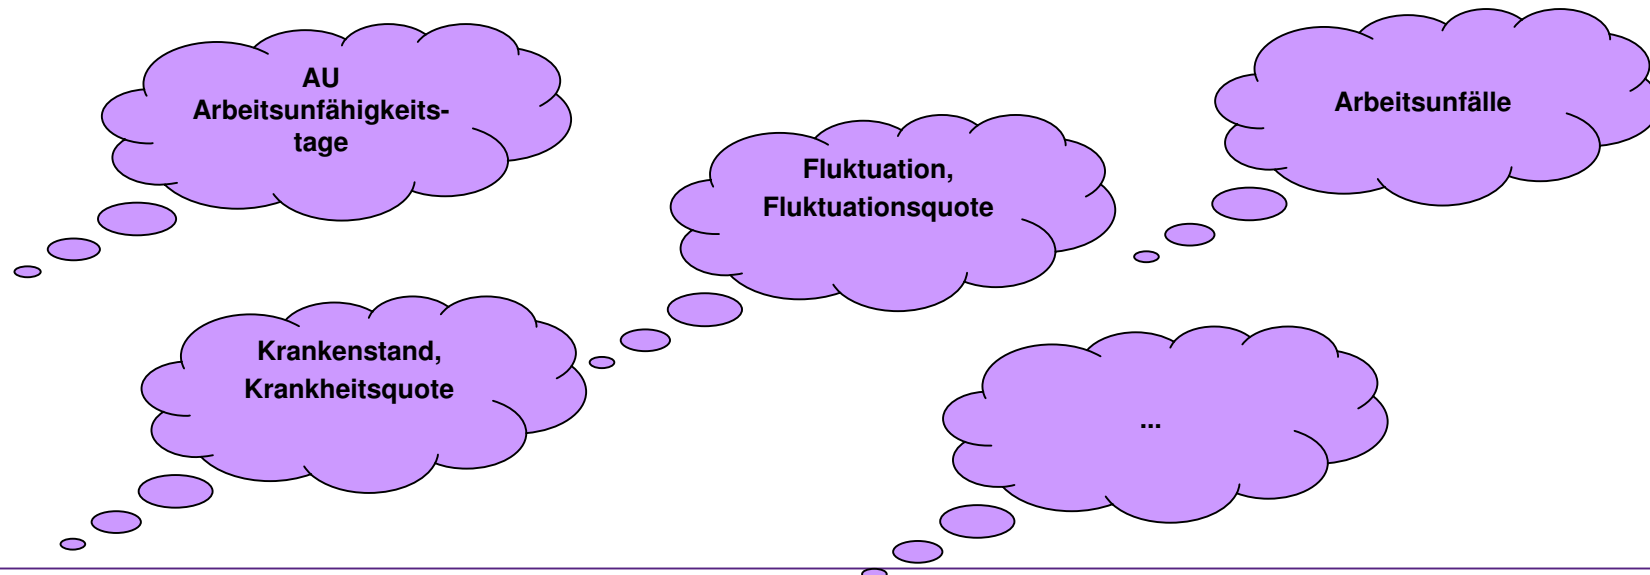 AU
Arbeitsunfähigkeits-
tage
Arbeitsunfälle
Fluktuation,
Fluktuationsquote
Krankenstand,
Krankheitsquote
...